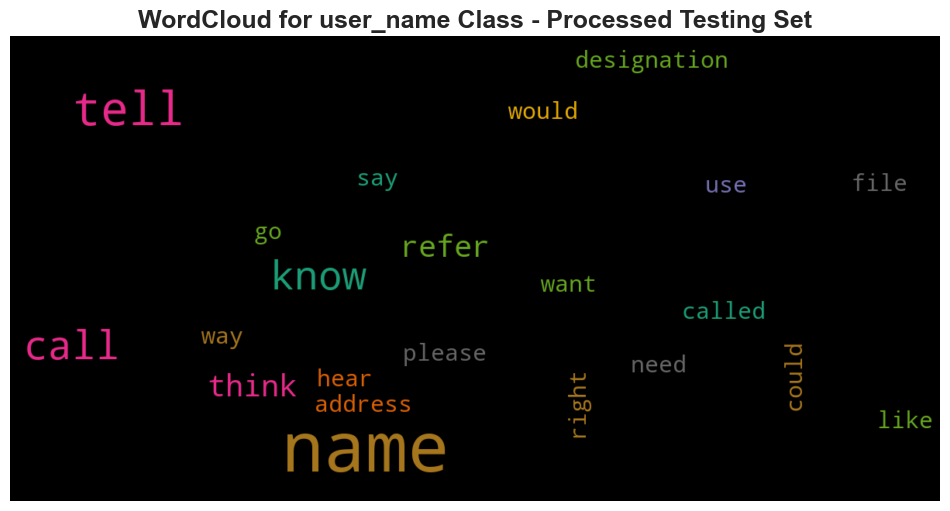 WordCloud for user_name Class - Processed Testing Set
designation
tell
would
say
use
file
go
refer
know
want
called
call
way
please
need
could
think
hear
address
right
like
name